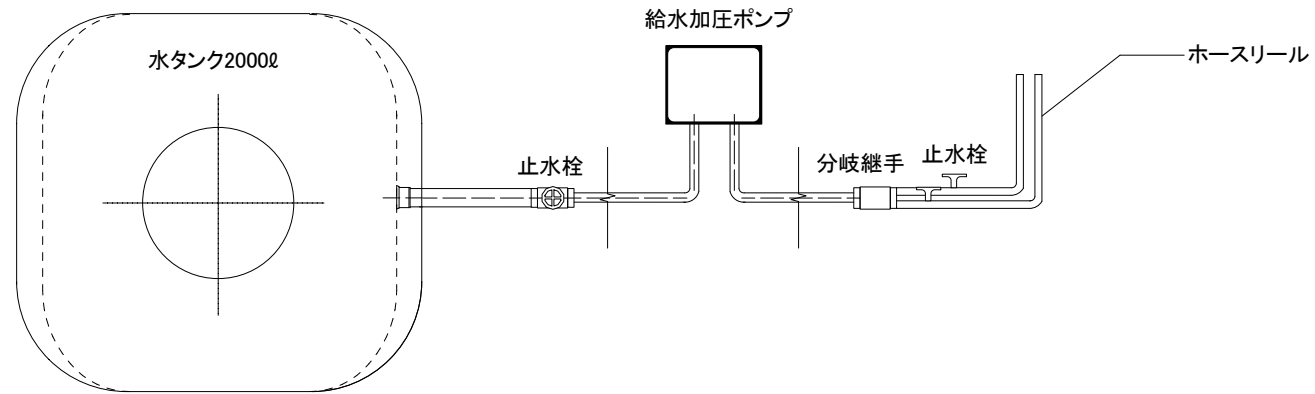 給水加圧ポンプ
水タンク2000ℓ
ホースリール
止水栓
分岐継手
止水栓